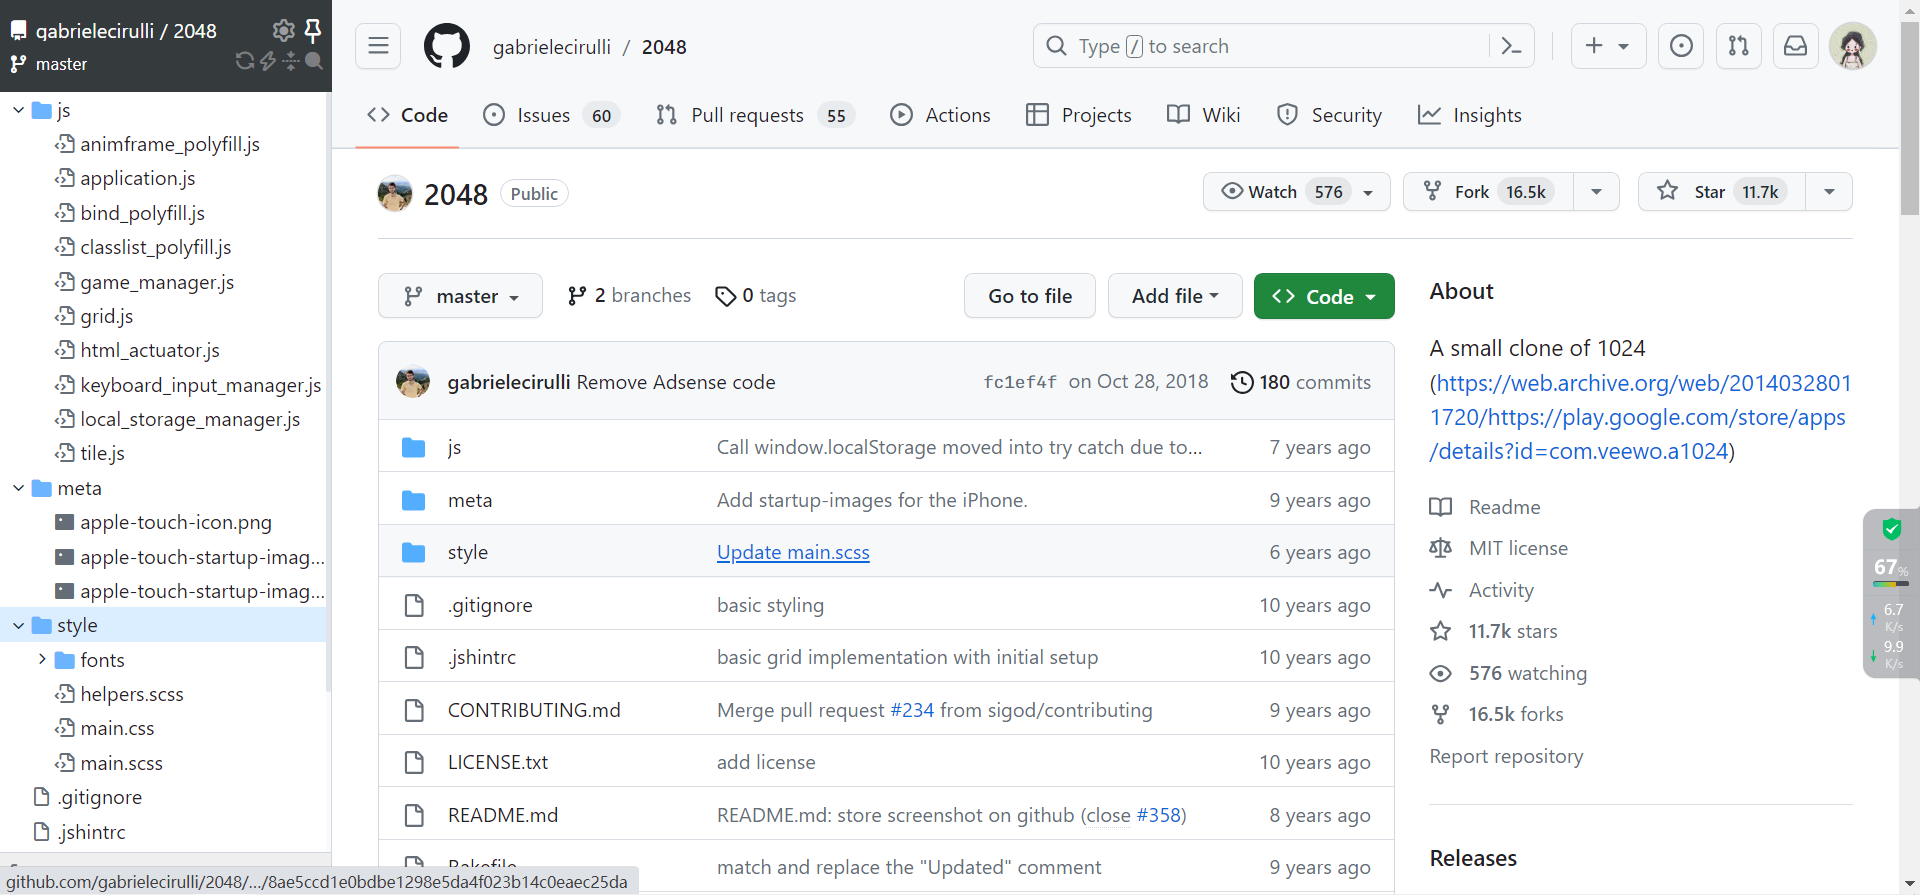 gabrielecirulli / 2048
master
js
animframe_polyfill.js
application.js
bind_polyfill.js
classlist_polyfill.js
game_manager.js
grid.js
html_actuator.js
keyboard_input_manager.js
local_storage_manager.js
tile.js
meta
apple-touch-icon.png
apple-touch-startup-imag...
apple-touch-startup-imag...
style
fonts
helpers.scss
main.css
main.scss
.gitignore
.jshintrc
github.com/gabrielecirulli/2048/…/8ae5ccd1e0bdbe1298e5da4f023b14c0eaec25da
gabrielecirulli / 2048
Type / to search
Code Issues 60 Pull requests 55 Actions Projects Wiki Security Insights
2048 Public
Watch 576 Fork 16.5k Star 11.7k
master 2 branches 0 tags Go to file Add file Code
gabrielecirulli Remove Adsense code fc1ef4f on Oct 28, 2018 180 commits
js Call window.localStorage moved into try catch due to… 7 years ago
meta Add startup-images for the iPhone. 9 years ago
style Update main.scss 6 years ago
.gitignore basic styling 10 years ago
.jshintrc basic grid implementation with initial setup 10 years ago
CONTRIBUTING.md Merge pull request #234 from sigod/contributing 9 years ago
LICENSE.txt add license 10 years ago
README.md README.md: store screenshot on github (close #358) 8 years ago
Rakefile match and replace the "Updated" comment 9 years ago
About
A small clone of 1024
(https://web.archive.org/web/2014032801
1720/https://play.google.com/store/apps
/details?id=com.veewo.a1024)
Readme
MIT license
Activity
11.7k stars
576 watching
16.5k forks
Report repository
Releases
67%
6.7
K/s
9.9
K/s